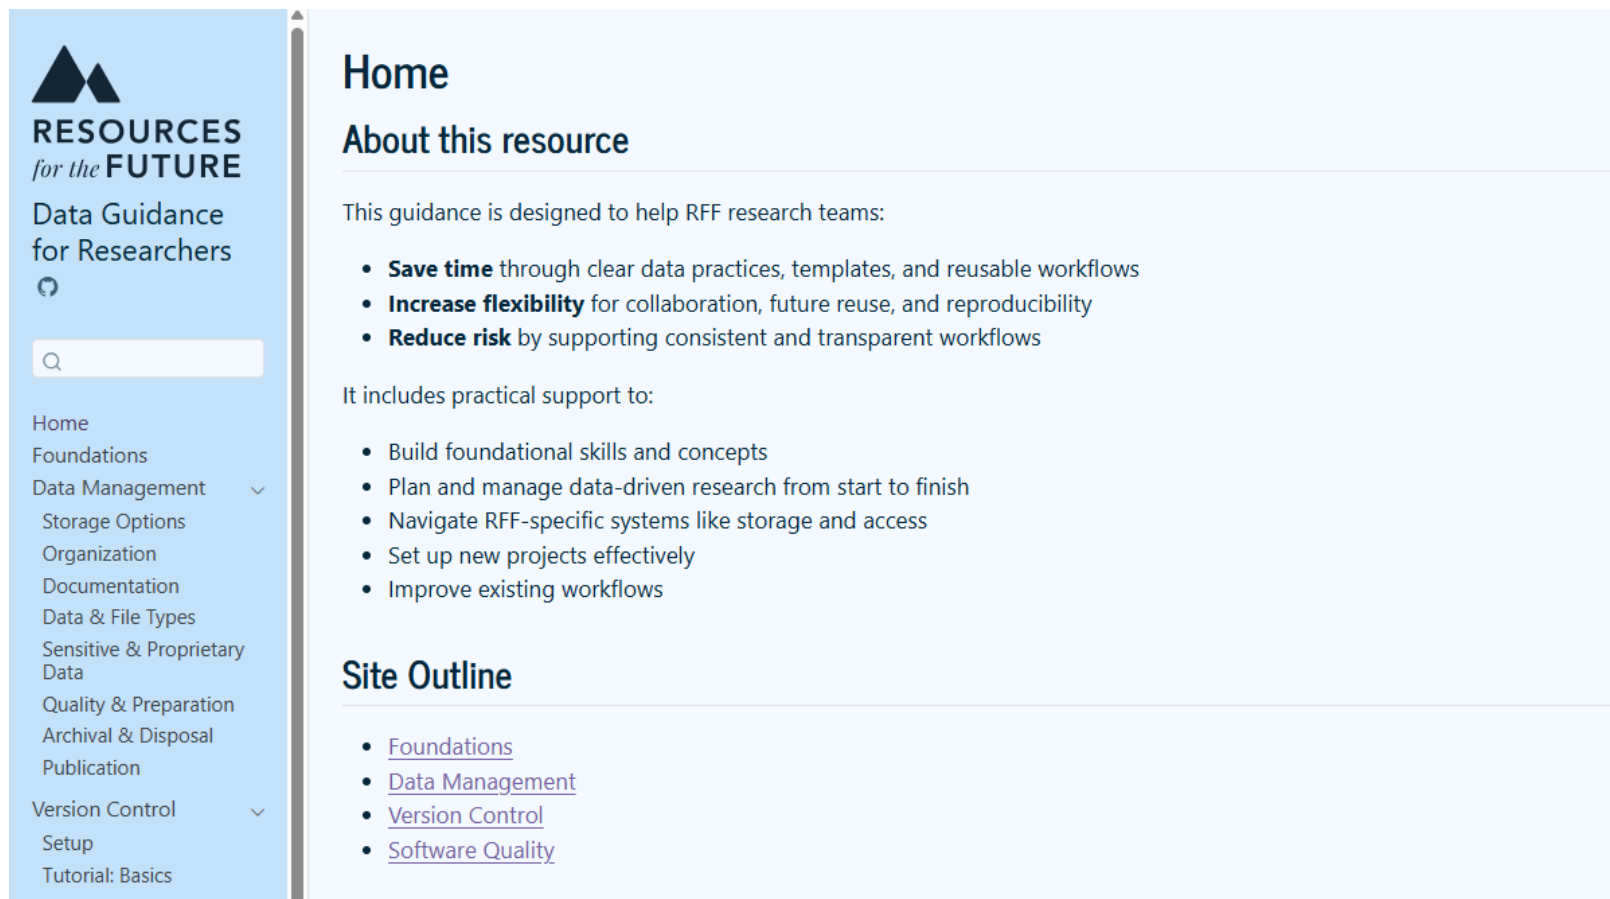 RESOURCES
for the FUTURE
Data Guidance
for Researchers
Home
Foundations
Data Management
Storage Options
Organization
Documentation
Data & File Types
Sensitive & Proprietary
Data
Quality & Preparation
Archival & Disposal
Publication
Version Control
Setup
Tutorial: Basics
Home
About this resource
This guidance is designed to help RFF research teams:
Save time through clear data practices, templates, and reusable workflows
Increase flexibility for collaboration, future reuse, and reproducibility
Reduce risk by supporting consistent and transparent workflows
It includes practical support to:
Build foundational skills and concepts
Plan and manage data-driven research from start to finish
Navigate RFF-specific systems like storage and access
Set up new projects effectively
Improve existing workflows
Site Outline
Foundations
Data Management
Version Control
Software Quality